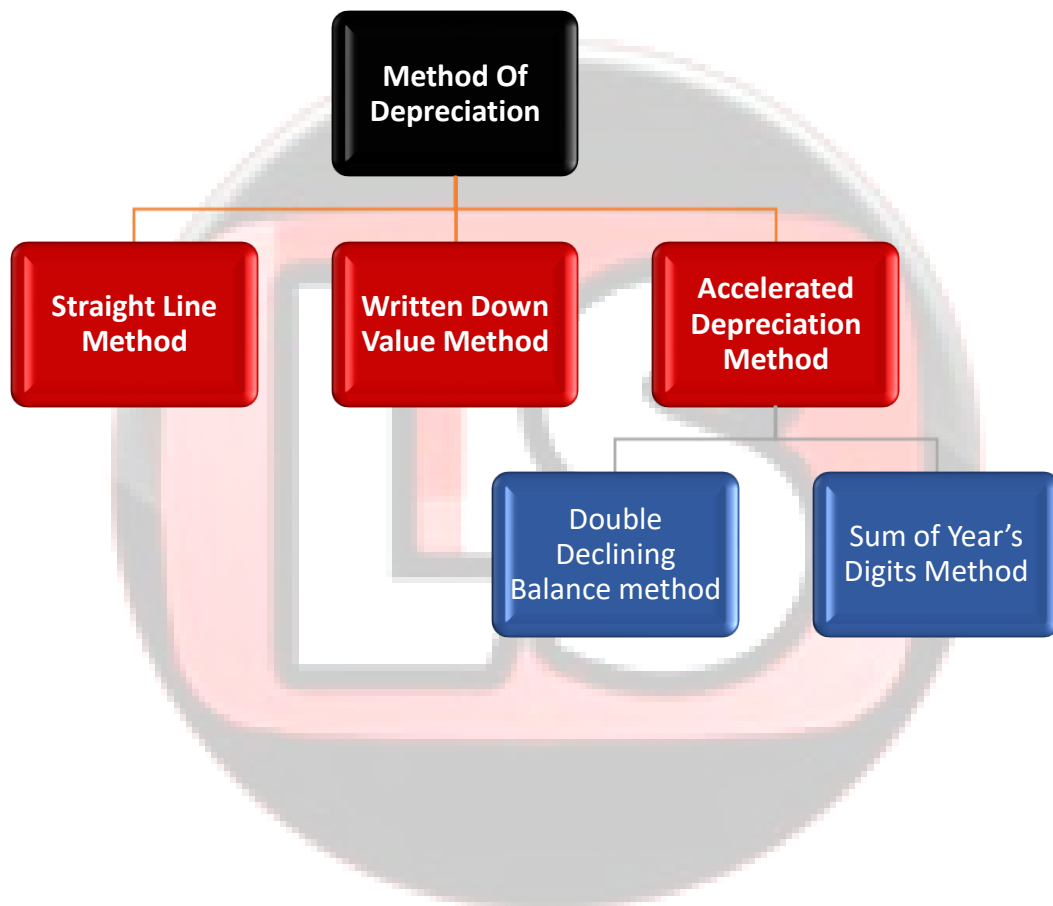 Method Of
Depreciation
Straight Line
Method
Written Down
Value Method
Accelerated
Depreciation
Method
Double
Declining
Balance method
Sum of Year’s
Digits Method
LS